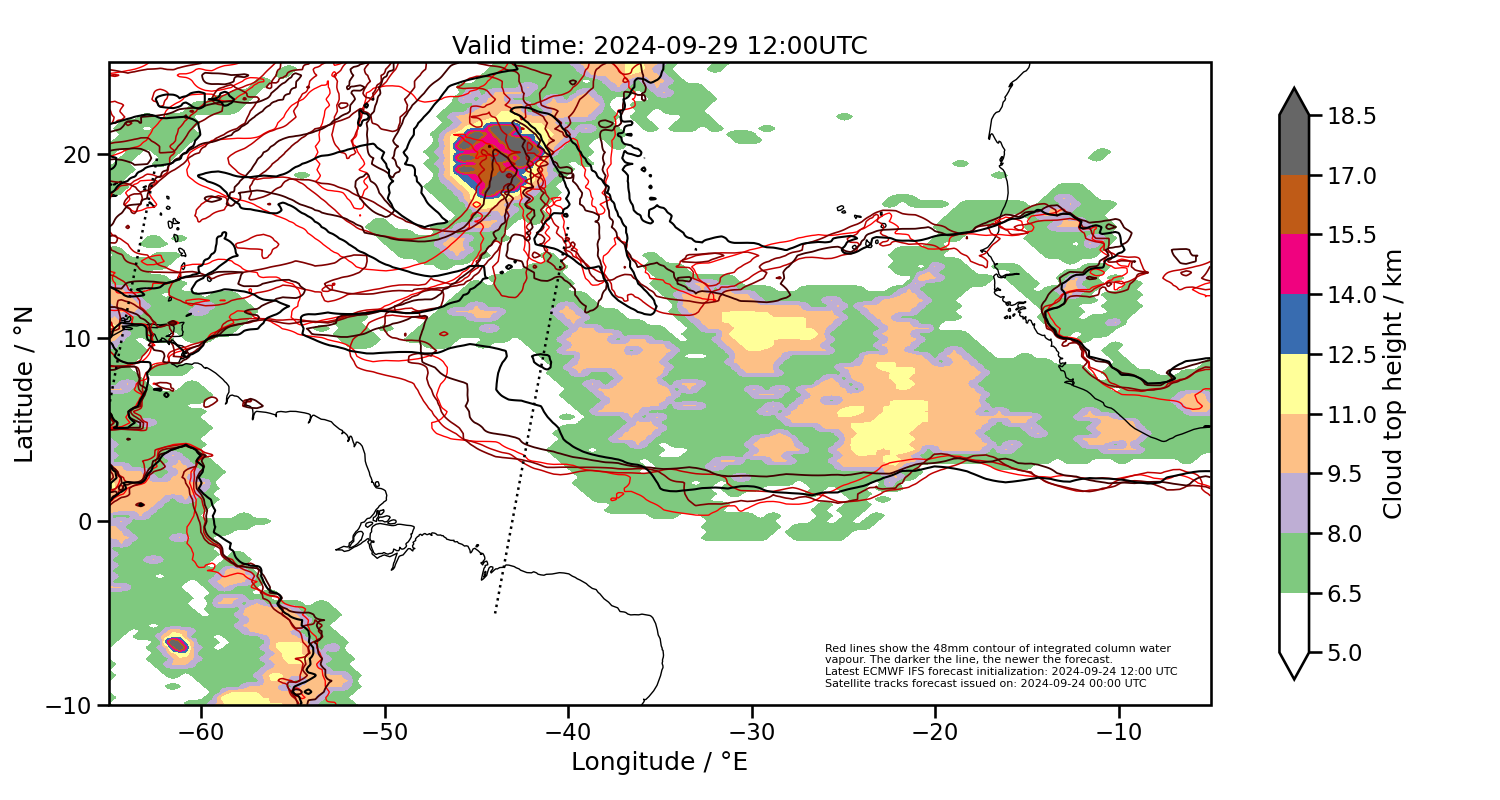 Valid time: 2024-09-29 12:00UTC
Latitude / °N
20
10
0
−10
−60
−50
−40
−30
−20
−10
Longitude / °E
Red lines show the 48mm contour of integrated column water
vapour. The darker the line, the newer the forecast.
Latest ECMWF IFS forecast initialization: 2024-09-24 12:00 UTC
Satellite tracks forecast issued on: 2024-09-24 00:00 UTC
18.5
17.0
15.5
14.0
12.5
11.0
9.5
8.0
6.5
5.0
Cloud top height / km